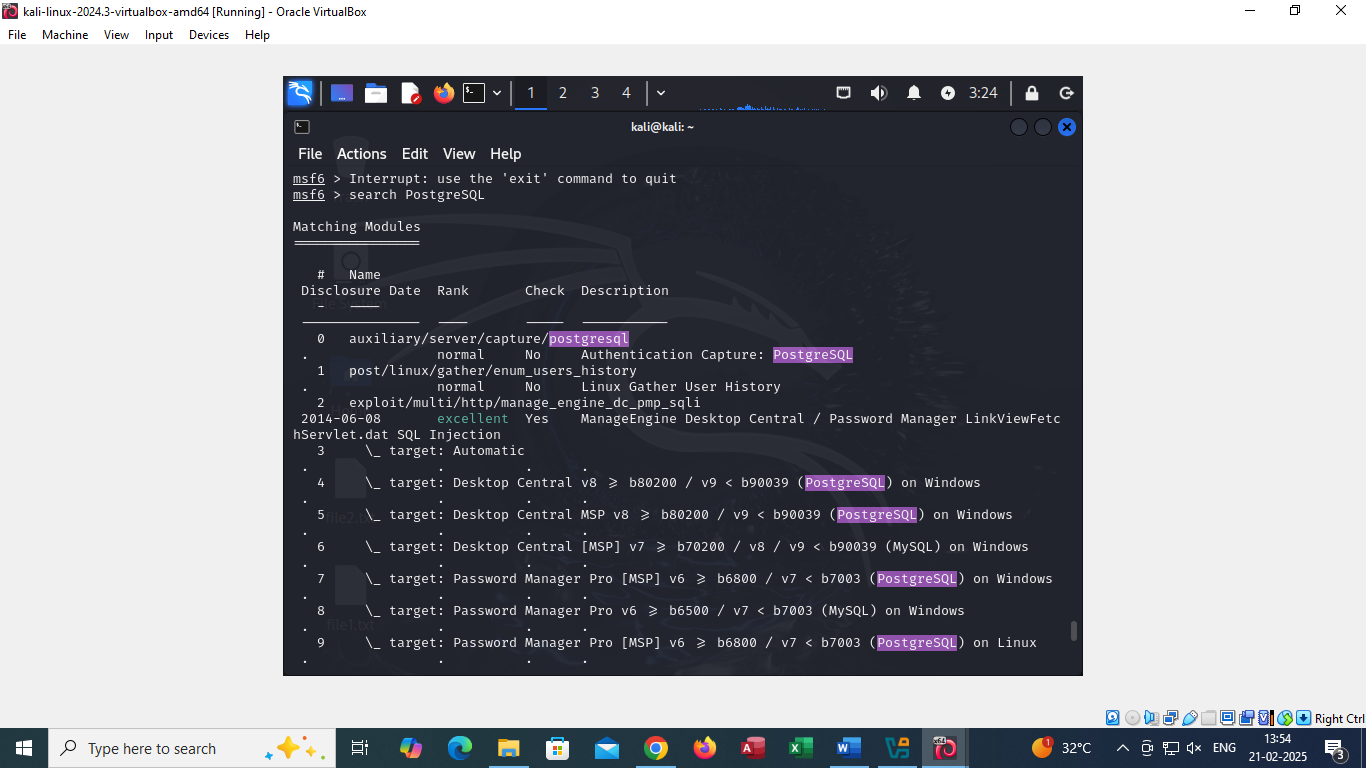 kali-linux-2024.3-virtualbox-amd64 [Running] - Oracle VirtualBox
File Machine View Input Devices Help
1 2 3 4 3:24
kali@kali: ~
File Actions Edit View Help
msf6 > Interrupt: use the 'exit' command to quit
msf6 > search PostgreSQL
Matching Modules
================
# Name
Disclosure Date Rank Check Description
- ----
--------------- ---- ----- -----------
0 auxiliary/server/capture/postgresql
. normal No Authentication Capture: PostgreSQL
1 post/linux/gather/enum_users_history
. normal No Linux Gather User History
2 exploit/multi/http/manage_engine_dc_pmp_sqli
2014-06-08 excellent Yes ManageEngine Desktop Central / Password Manager LinkViewFetc
hServlet.dat SQL Injection
3 \_ target: Automatic
. . . .
4 \_ target: Desktop Central v8 >= b80200 / v9 < b90039 (PostgreSQL) on Windows
. . . .
5 \_ target: Desktop Central MSP v8 >= b80200 / v9 < b90039 (PostgreSQL) on Windows
. . . .
6 \_ target: Desktop Central [MSP] v7 >= b70200 / v8 / v9 < b90039 (MySQL) on Windows
. . . .
7 \_ target: Password Manager Pro [MSP] v6 >= b6800 / v7 < b7003 (PostgreSQL) on Windows
. . . .
8 \_ target: Password Manager Pro v6 >= b6500 / v7 < b7003 (MySQL) on Windows
. . . .
9 \_ target: Password Manager Pro [MSP] v6 >= b6800 / v7 < b7003 (PostgreSQL) on Linux
. . . .
file2.txt
file1.txt
Right Ctrl
Type here to search
1 32°C ENG 13:54
21-02-2025 3